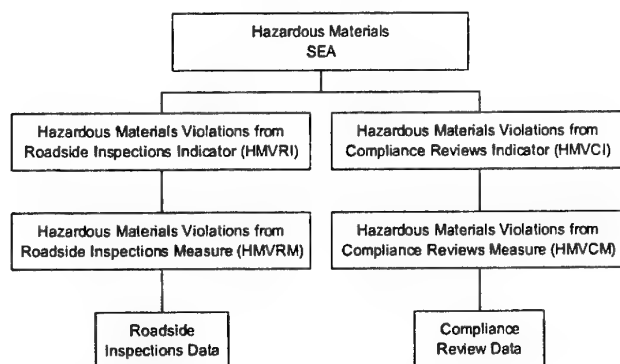 Hazardous Materials
SEA
Hazardous Materials Violations from
Roadside Inspections Indicator (HMVRI)
Hazardous Materials Violations from
Compliance Reviews Indicator (HMVCI)
Hazardous Materials Violations from
Roadside Inspections Measure (HMVRM)
Hazardous Materials Violations from
Compliance Reviews Measure (HMVCM)
Roadside
Inspections Data
Compliance
Review Data